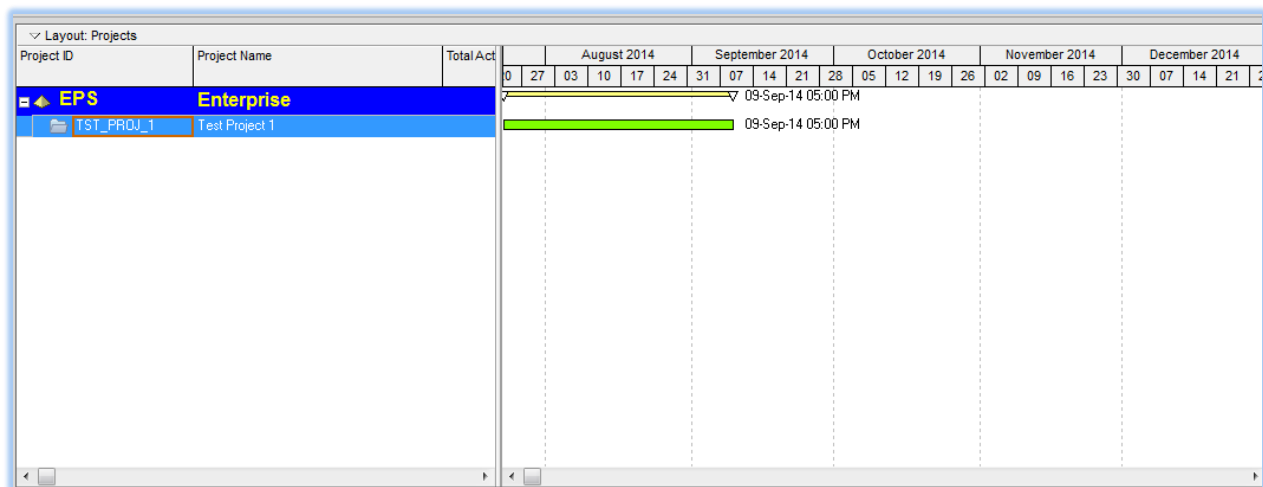 Layout: Projects
Project ID Project Name Total Act August 2014 September 2014 October 2014 November 2014 December 2014
27 03 10 17 24 31 07 14 21 28 05 12 19 26 02 09 16 23 30 07 14 21
EPS Enterprise 09-Sep-14 05:00 PM
TST_PROJ_1 Test Project 1 09-Sep-14 05:00 PM